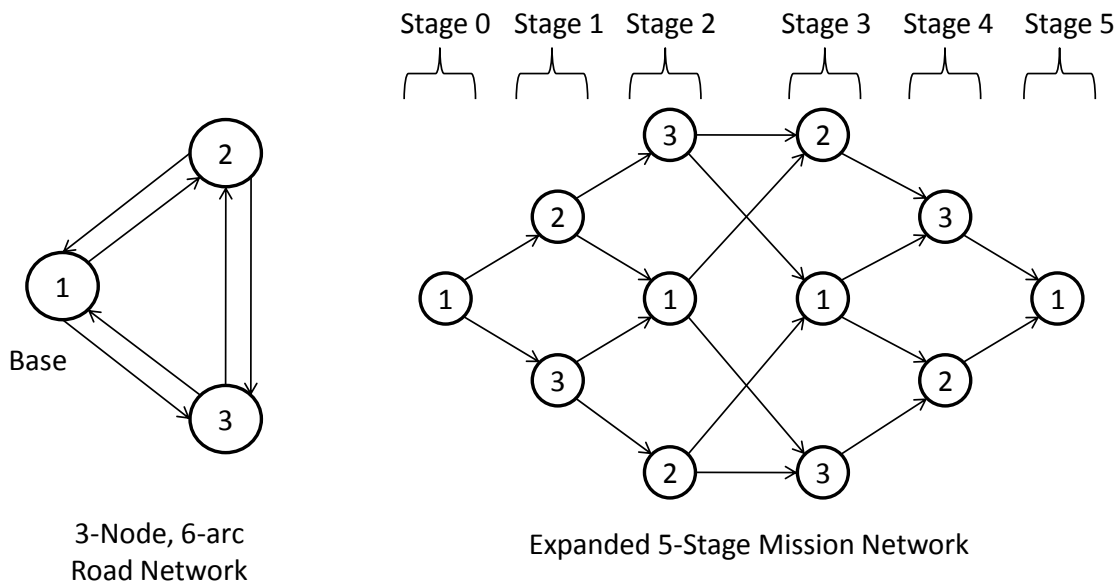 Stage 0 Stage 1 Stage 2 Stage 3 Stage 4 Stage 5
2
1
Base
3
3-Node, 6-arc
Road Network
3 2
2 3
1 1 1 1
3 2
2 3
Expanded 5-Stage Mission Network